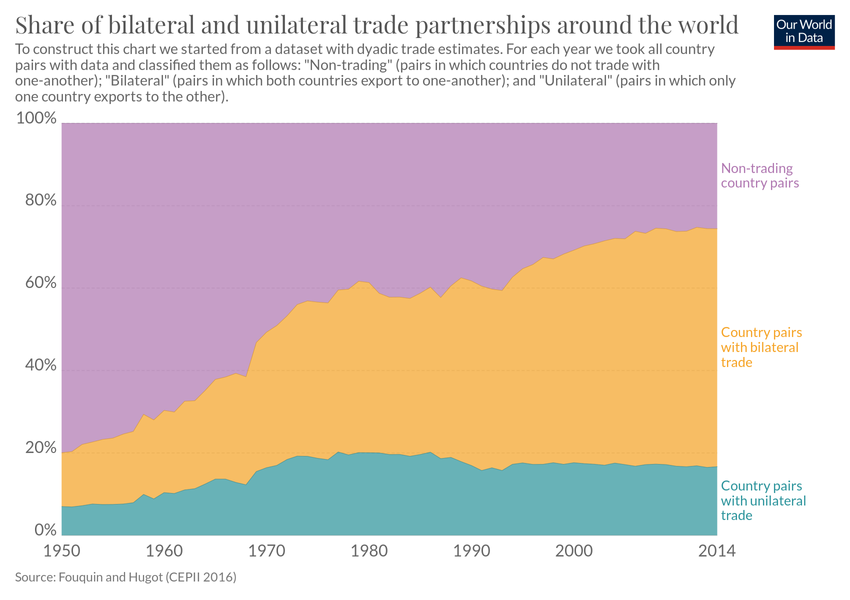 Share of bilateral and unilateral trade partnerships around the world
Our World
in Data
To construct this chart we started from a dataset with dyadic trade estimates. For each year we took all country
pairs with data and classified them as follows: "Non-trading" (pairs in which countries do not trade with
one-another); "Bilateral" (pairs in which both countries export to one-another); and "Unilateral" (pairs in which only
one country exports to the other).
100%
80%
60%
40%
20%
0%
Non-trading
country pairs
Country pairs
with bilateral
trade
Country pairs
with unilateral
trade
1950
1960
1970
1980
1990
2000
2014
Source: Fouquin and Hugot (CEPII 2016)